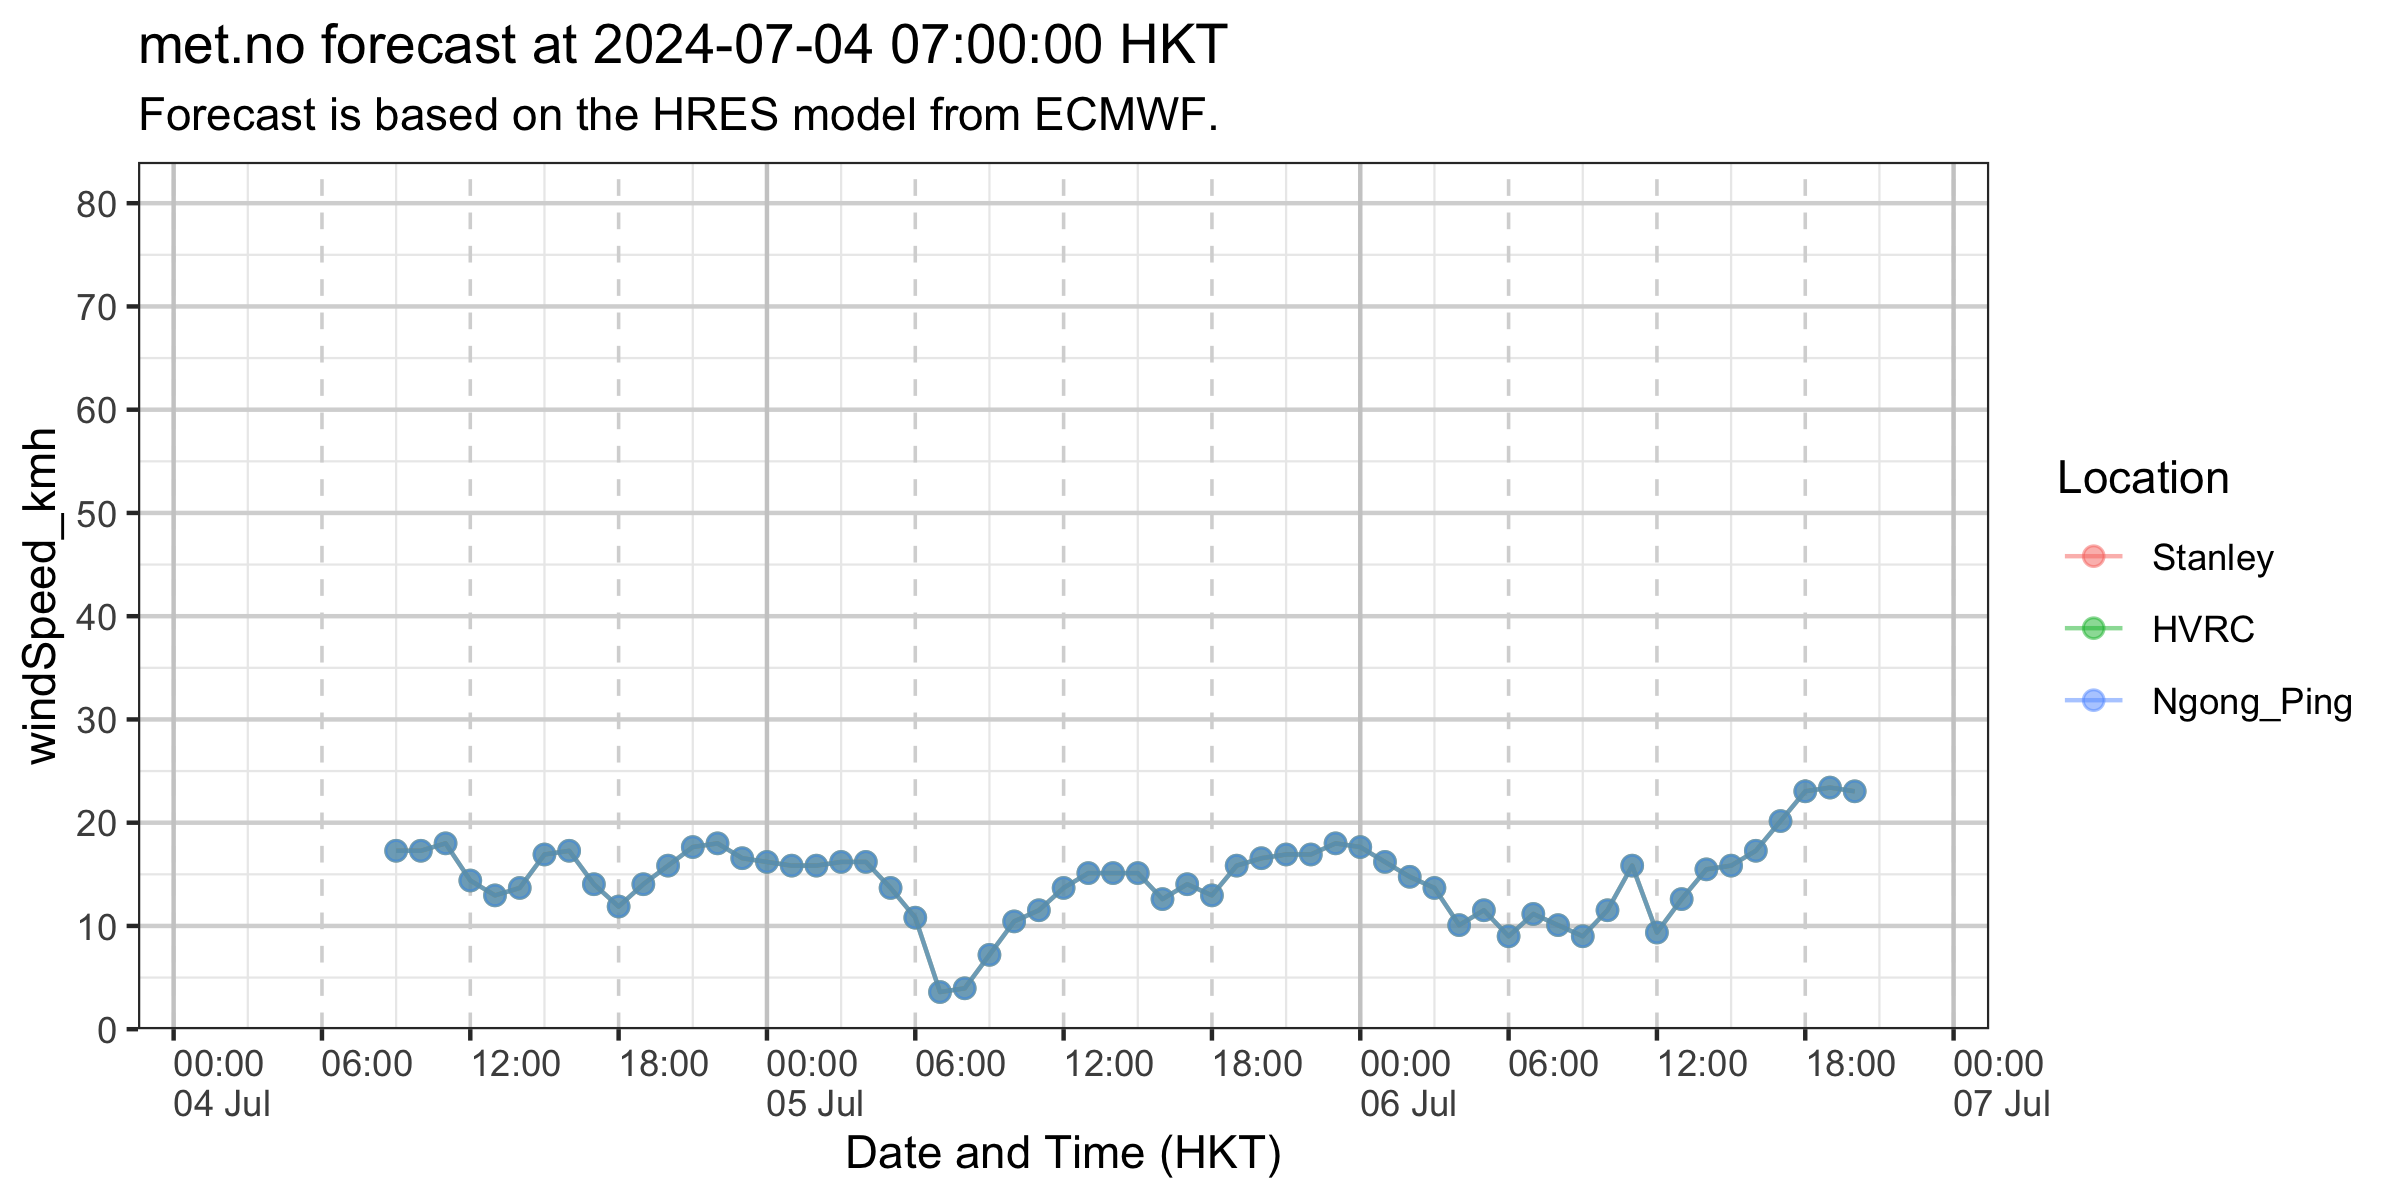 met.no forecast at 2024-07-04 07:00:00 HKT
Forecast is based on the HRES model from ECMWF.
windSpeed_kmh
80
70
60
50
40
30
20
10
0
00:00 06:00 12:00 18:00 00:00 06:00 12:00 18:00 00:00 06:00 12:00 18:00 00:00
04 Jul 05 Jul 06 Jul 07 Jul
Date and Time (HKT)
Location
Stanley
HVRC
Ngong_Ping